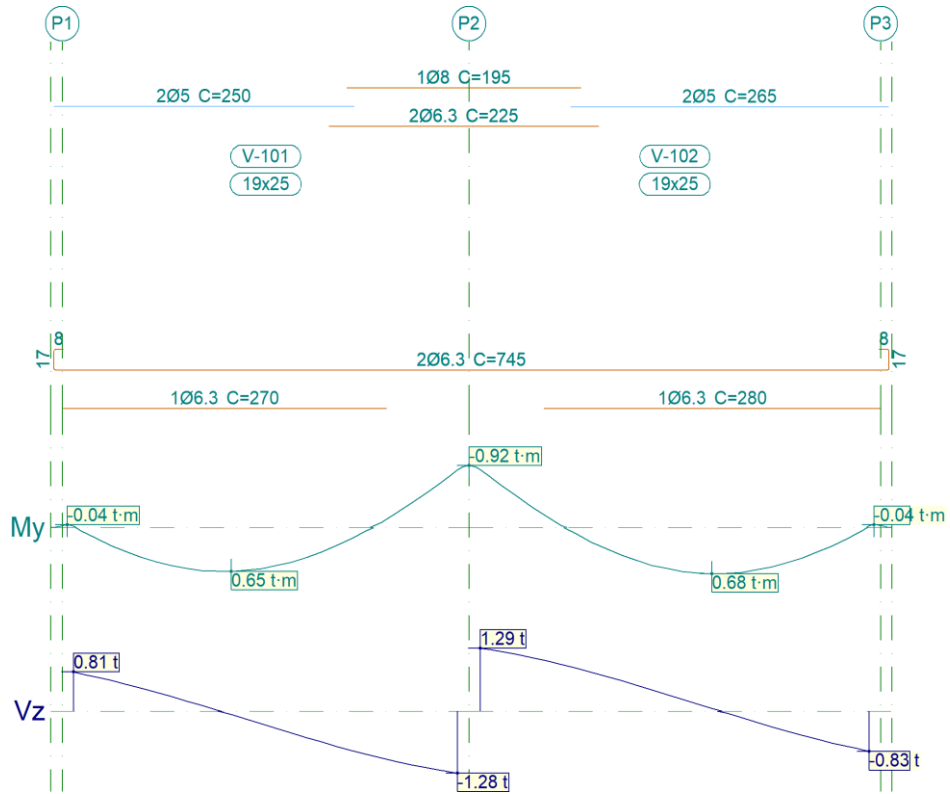 P1 P2 P3
1Ø8 C=195
2Ø5 C=250 2Ø5 C=265
2Ø6.3 C=225
V-101 V-102
19x25 19x25
8 8
17 2Ø6.3 C=745 17
1Ø6.3 C=270 1Ø6.3 C=280
-0.92 t·m
-0.04 t·m -0.04 t·m
My
0.65 t·m 0.68 t·m
1.29 t
0.81 t
Vz
-0.83 t
-1.28 t